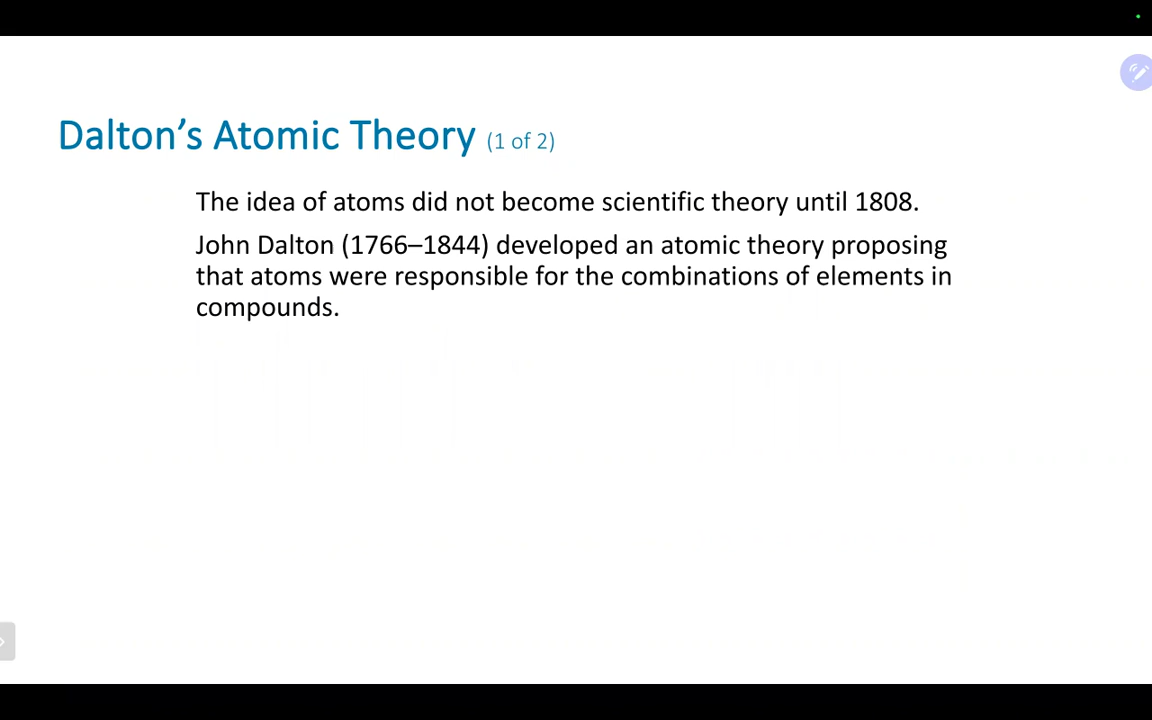 Dalton’s Atomic Theory (1 of 2)
The idea of atoms did not become scientific theory until 1808.
John Dalton (1766–1844) developed an atomic theory proposing
that atoms were responsible for the combinations of elements in
compounds.